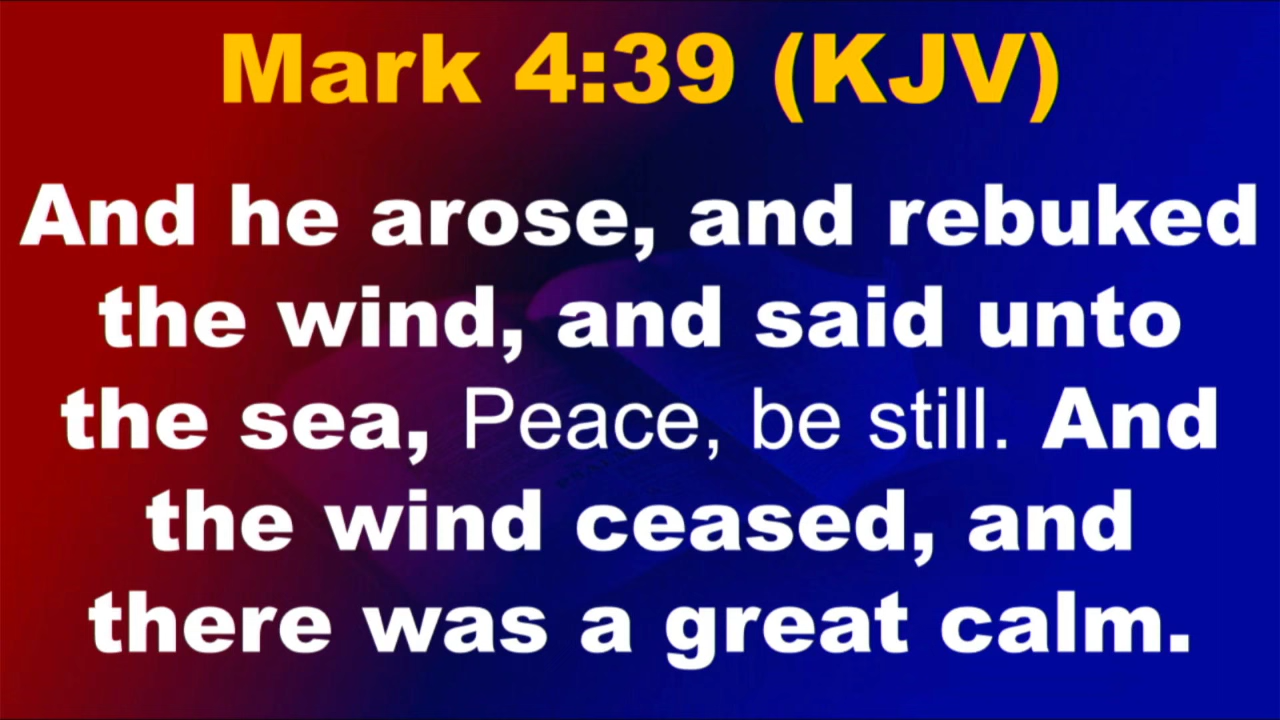 Mark 4:39 (KJV)
And he arose, and rebuked
the wind, and said unto
the sea, Peace, be still. And
the wind ceased, and
there was a great calm.